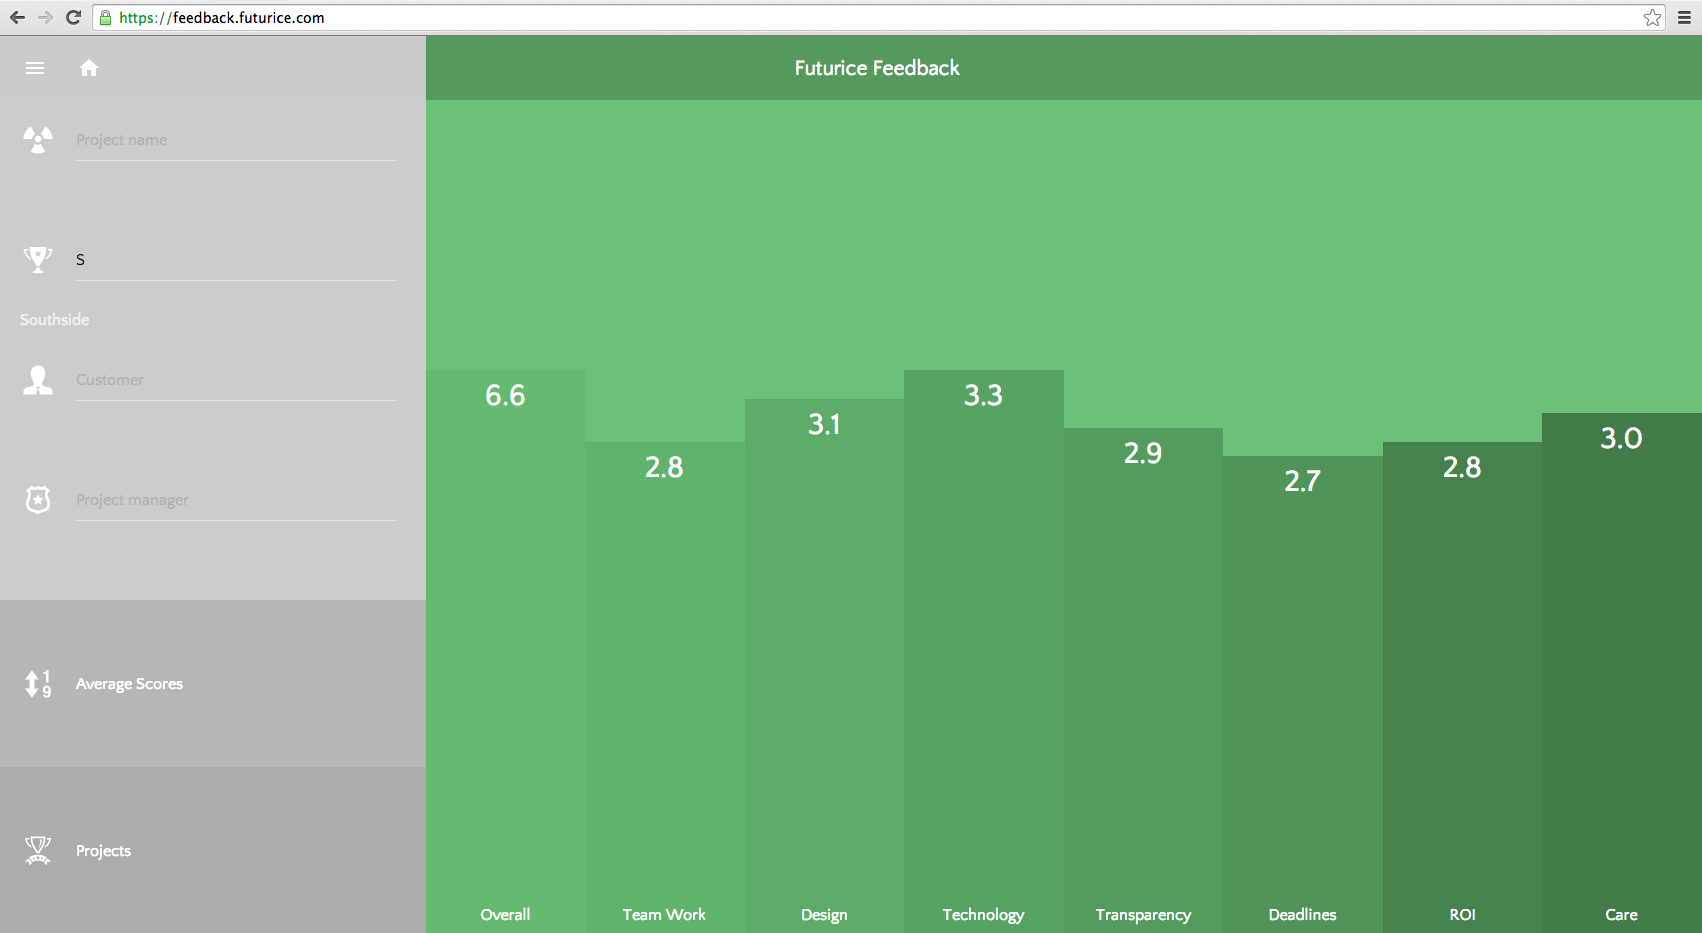 https://feedback.futurice.com
Futurice Feedback
Project name
S
Southside
Customer
Project manager
1
9
Average Scores
Projects
6.6
2.8
3.1
3.3
2.9
2.7
2.8
3.0
Overall
Team Work
Design
Technology
Transparency
Deadlines
ROI
Care